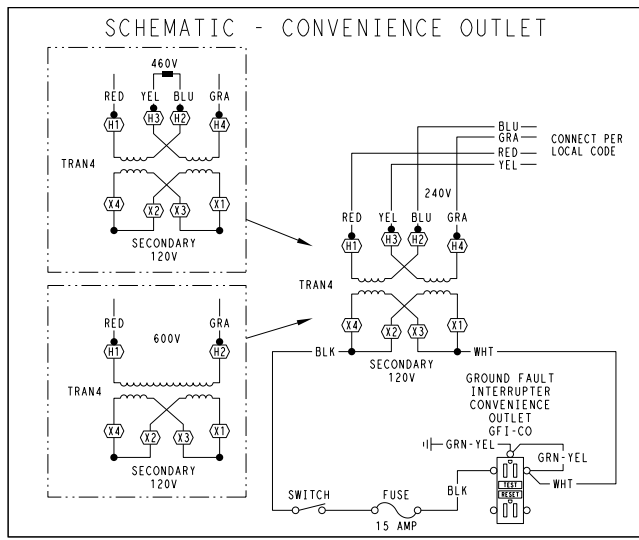 SCHEMATIC - CONVENIENCE OUTLET
460V
RED YEL BLU GRA
H1 H3 H2 H4
TRAN4
X4 X2 X3 X1
SECONDARY
120V
600V
RED GRA
H1 H2
TRAN4
X4 X2 X3 X1
SECONDARY
120V
BLU
GRA
RED
YEL
CONNECT PER
LOCAL CODE
240V
RED YEL BLU GRA
H1 H3 H2 H4
TRAN4
X4 X2 X3 X1
BLK WHT
SECONDARY
120V
GROUND FAULT
INTERRUPTER
CONVENIENCE
OUTLET
GFI-CO
GRN-YEL
GRN-YEL
WHT
BLK
TEST
RESET
SWITCH
FUSE
15 AMP